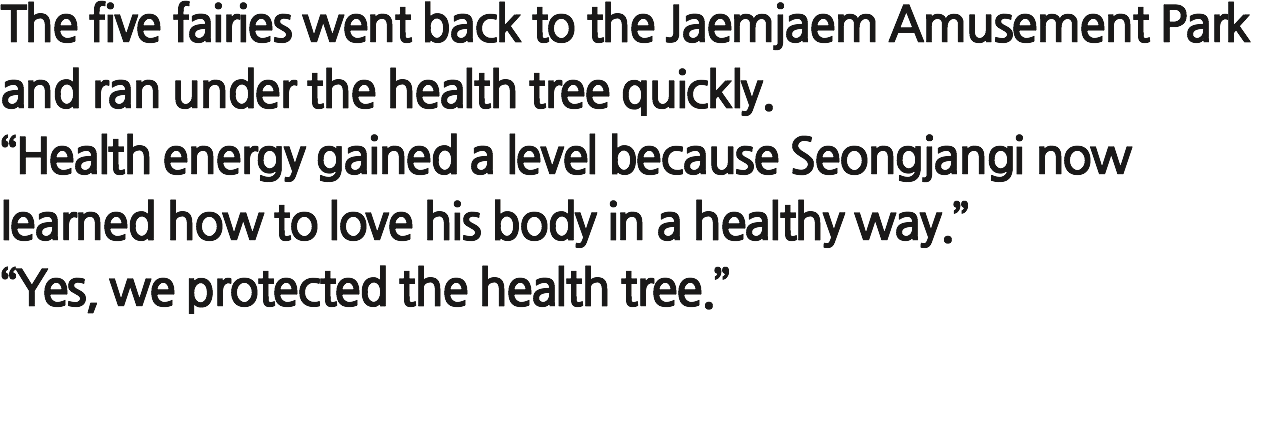 The five fairies went back to the Jaemjaem Amusement Park
and ran under the health tree quickly.
“Health energy gained a level because Seongjangi now
learned how to love his body in a healthy way.”
“Yes, we protected the health tree.”